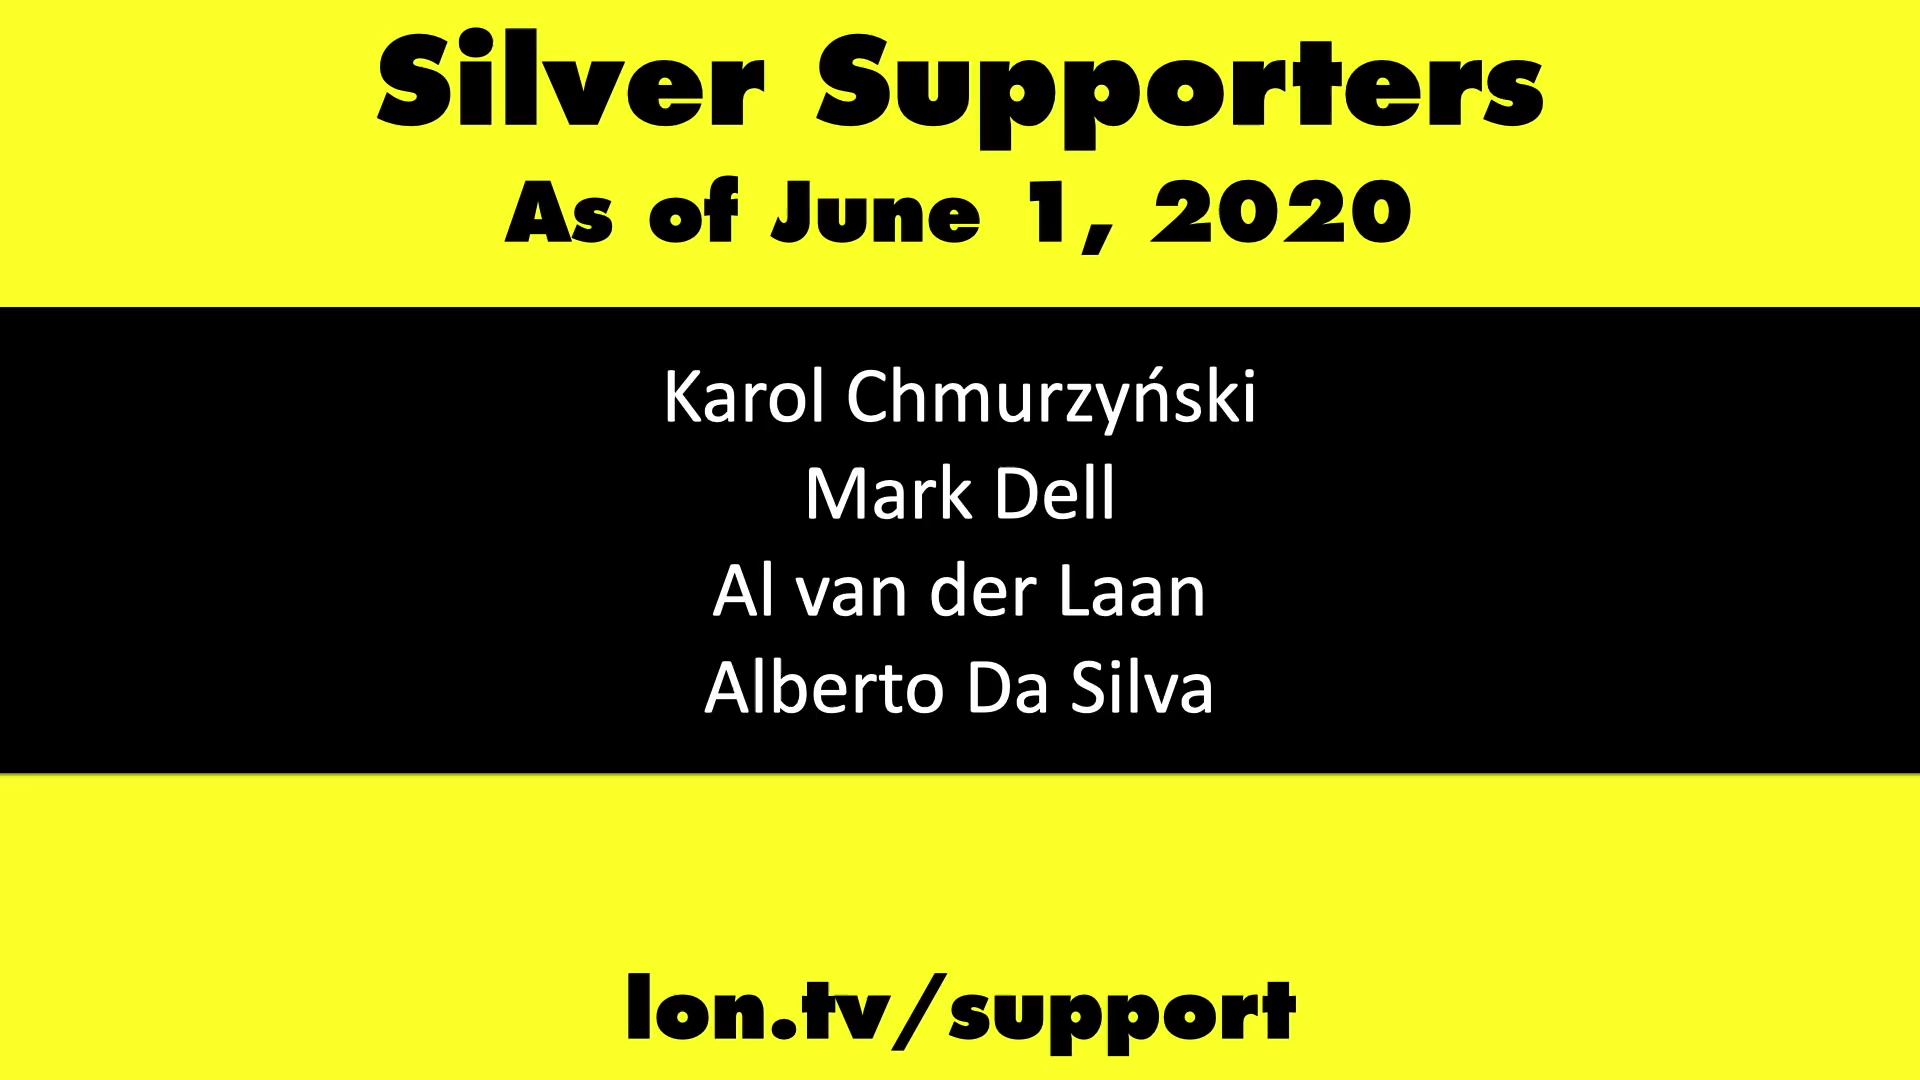 Silver Supporters
As of June 1, 2020
Karol Chmurzyński
Mark Dell
Al van der Laan
Alberto Da Silva
lon.tv/support